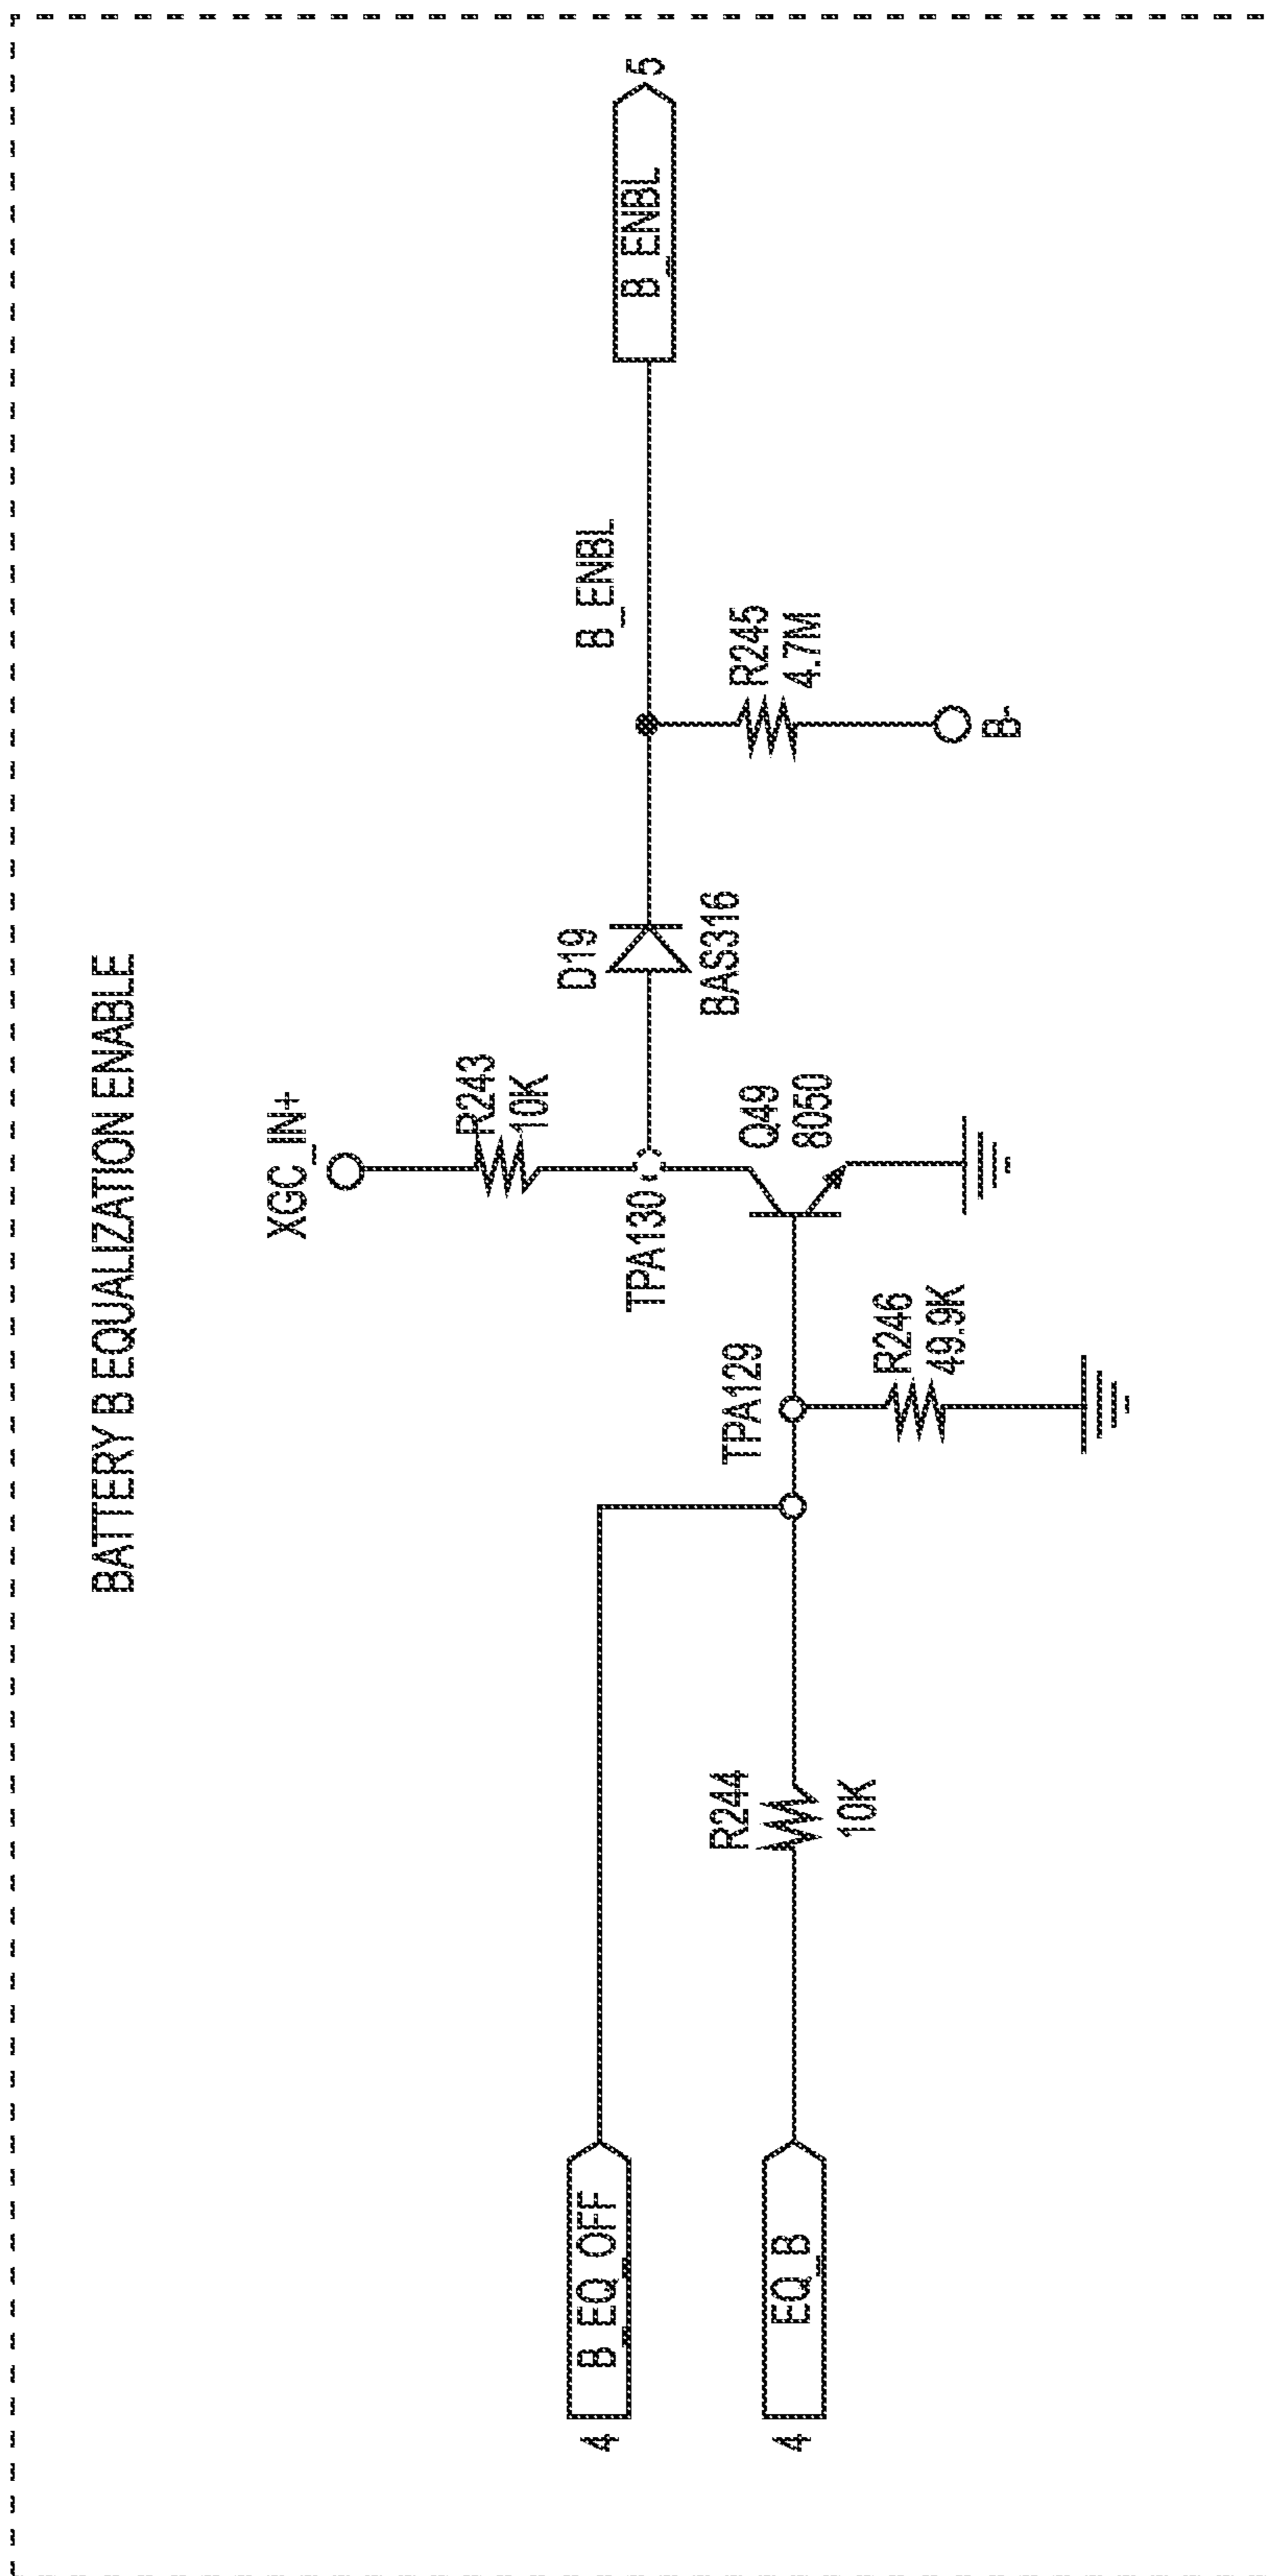 BATTERY B EQUALIZATION ENABLE
XGC_IN+
R243
10K
TPA130
D19
BAS316
B_ENBL
B_ENBL
5
R245
4.7M
B-
Q49
8050
TPA129
R246
49.9K
4
B_EQ_OFF
R244
10K
4
EQ_B